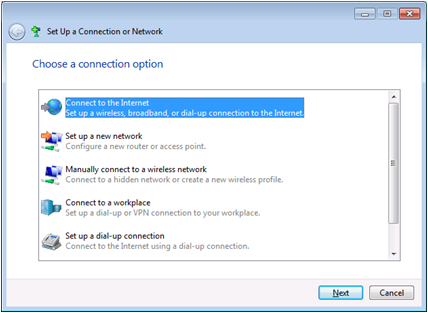 Set Up a Connection or Network
Choose a connection option
Connect to the Internet
Set up a wireless, broadband, or dial-up connection to the Internet.
Set up a new network
Configure a new router or access point.
Manually connect to a wireless network
Connect to a hidden network or create a new wireless profile.
Connect to a workplace
Set up a dial-up or VPN connection to your workplace.
Set up a dial-up connection
Connect to the Internet using a dial-up connection.
Next
Cancel